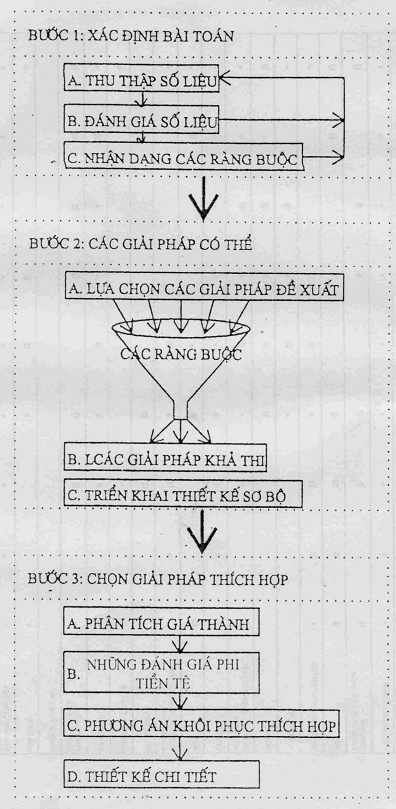 BƯỚC 1: XÁC ĐỊNH BÀI TOÁN
A. THU THẬP SỐ LIỆU
B. ĐÁNH GIÁ SỐ LIỆU
C. NHẬN DẠNG CÁC RÀNG BUỘC
BƯỚC 2: CÁC GIẢI PHÁP CÓ THỂ
A. LỰA CHỌN CÁC GIẢI PHÁP ĐỀ XUẤT
CÁC RÀNG BUỘC
B. LCÁC GIẢI PHÁP KHẢ THI
C. TRIỂN KHAI THIẾT KẾ SƠ BỘ
BƯỚC 3: CHỌN GIẢI PHÁP THÍCH HỢP
A. PHÂN TÍCH GIÁ THÀNH
B. NHỮNG ĐÁNH GIÁ PHI
TIỀN TỆ
C. PHƯƠNG ÁN KHÔI PHỤC THÍCH HỢP
D. THIẾT KẾ CHI TIẾT